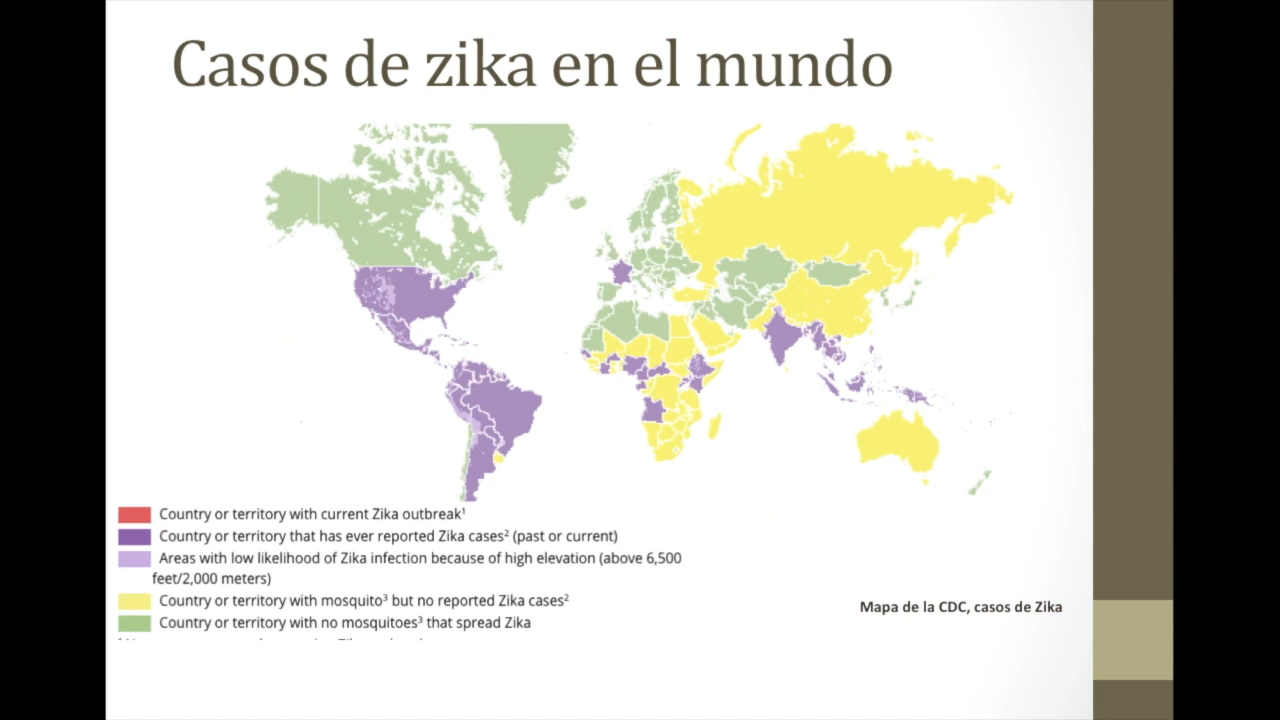 Casos de zika en el mundo
Country or territory with current Zika outbreak¹
Country or territory that has ever reported Zika cases² (past or current)
Areas with low likelihood of Zika infection because of high elevation (above 6,500
feet/2,000 meters)
Country or territory with mosquito³ but no reported Zika cases²
Country or territory with no mosquitoes³ that spread Zika
Mapa de la CDC, casos de Zika